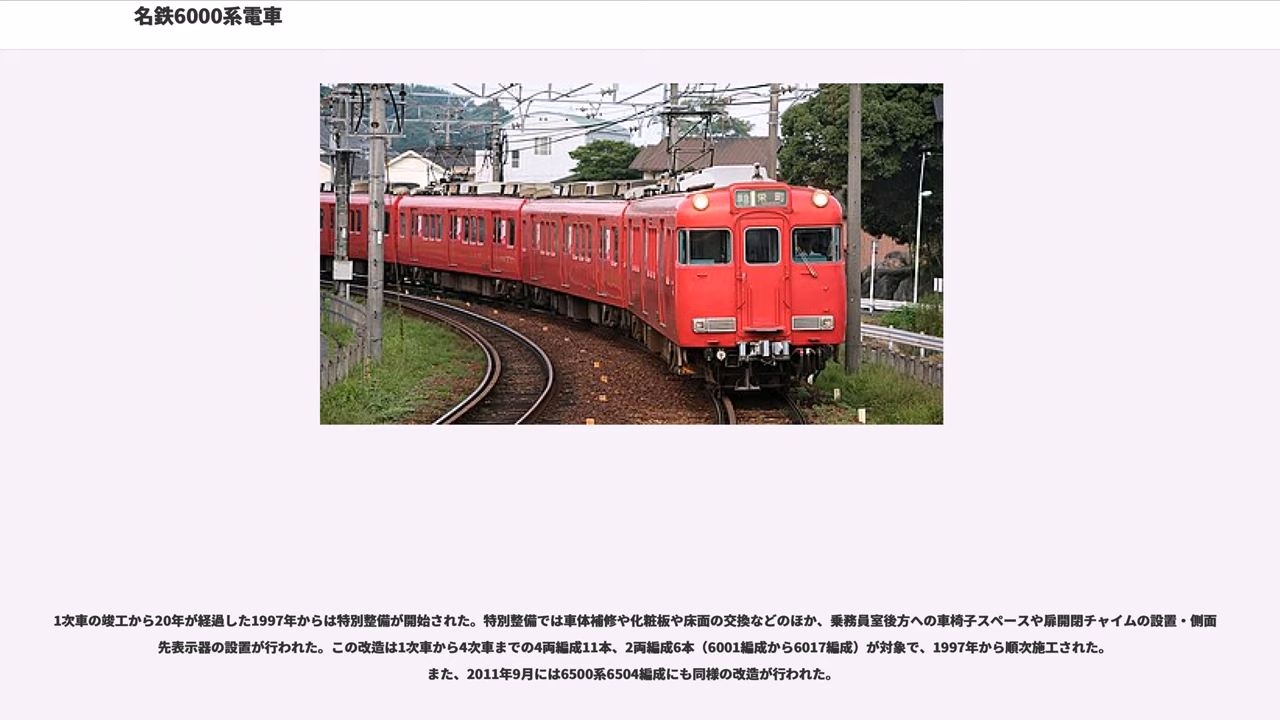 名鉄6000系電車
栄町
1次車の竣工から20年が経過した1997年からは特別整備が開始された。特別整備では車体補修や化粧板や床面の交換などのほか、乗務員室後方への車椅子スペースや扉開閉チャイムの設置・側面
先表示器の設置が行われた。この改造は1次車から4次車までの4両編成11本、2両編成6本（6001編成から6017編成）が対象で、1997年から順次施工された。
また、2011年9月には6500系6504編成にも同様の改造が行われた。